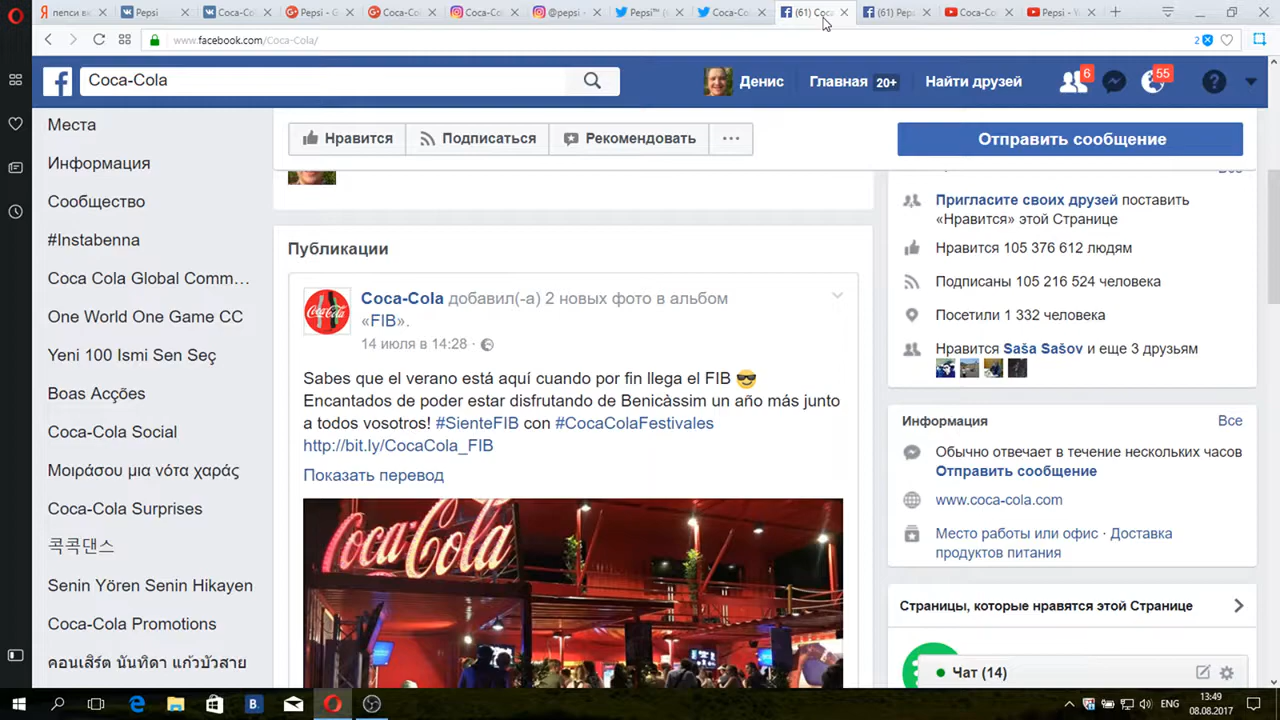 пепси вк
Pepsi
Coca-Co
Pepsi - G
Coca-Co
Coca-Co
@pepsi -
Pepsi™ (
Coca-Co
(61) Coca
(61) Pep
Coca-Co
Pepsi -
www.facebook.com/Coca-Cola/
2
Coca-Cola
Денис
Главная 20+
Найти друзей
6
55
Места
Информация
Сообщество
#Instabenna
Coca Cola Global Comm...
One World One Game CC
Yeni 100 Ismi Sen Seç
Boas Acções
Coca-Cola Social
Μοιράσου μια νότα χαράς
Coca-Cola Surprises
콕콕댄스
Senin Yören Senin Hikayen
Coca-Cola Promotions
คอนเสิร์ต นันทิดา แก้วบัวสาย
Нравится
Подписаться
Рекомендовать
...
Отправить сообщение
Публикации
Coca-Cola добавил(-а) 2 новых фото в альбом
«FIB».
14 июля в 14:28 ·
Sabes que el verano está aquí cuando por fin llega el FIB 😎
Encantados de poder estar disfrutando de Benicàssim un año más junto
a todos vosotros! #SienteFIB con #CocaColaFestivales
http://bit.ly/CocaCola_FIB
Показать перевод
Coca-Cola
Все
Пригласите своих друзей поставить
«Нравится» этой Странице
Нравится 105 376 612 людям
Подписаны 105 216 524 человека
Посетили 1 332 человека
Нравится Saša Sašov и еще 3 друзьям
Информация
Все
Обычно отвечает в течение нескольких часов
Отправить сообщение
www.coca-cola.com
Место работы или офис · Доставка
продуктов питания
Страницы, которые нравятся этой Странице
Чат (14)
ENG
13:49
08.08.2017